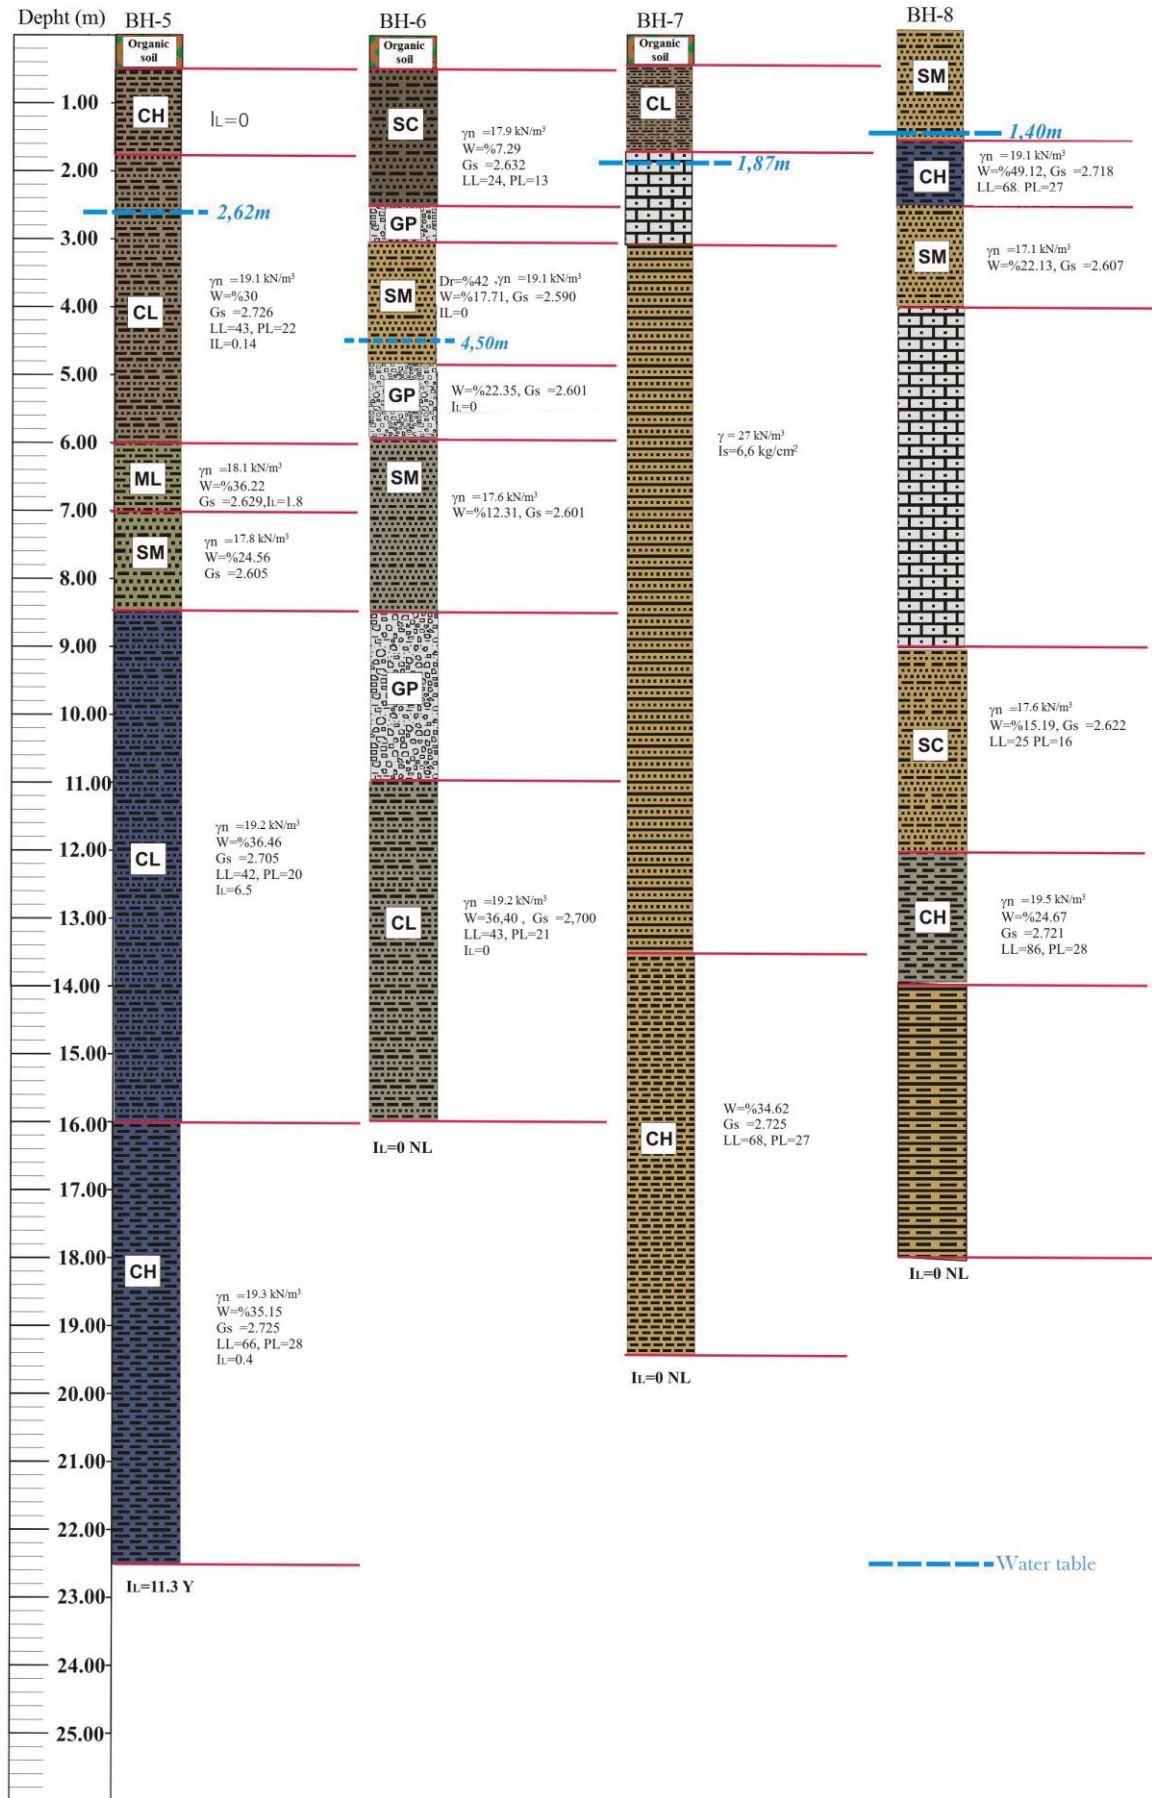 Depht (m)
BH-5
BH-6
BH-7
BH-8
1.00
2.00
3.00
4.00
5.00
6.00
7.00
8.00
9.00
10.00
11.00
12.00
13.00
14.00
15.00
16.00
17.00
18.00
19.00
20.00
21.00
22.00
23.00
24.00
25.00
Organic
soil
CH
IL=0
2,62m
CL
γn =19.1 kN/m³
W=%30
Gs =2.726
LL=43, PL=22
IL=0.14
ML
γn =18.1 kN/m³
W=%36.22
Gs =2.629,IL=1.8
SM
γn =17.8 kN/m³
W=%24.56
Gs =2.605
CL
γn =19.2 kN/m³
W=%36.46
Gs =2.705
LL=42, PL=20
IL=6.5
CH
γn =19.3 kN/m³
W=%35.15
Gs =2.725
LL=66, PL=28
IL=0.4
IL=11.3 Y
Organic
soil
SC
γn =17.9 kN/m³
W=%7.29
Gs =2.632
LL=24, PL=13
GP
SM
Dr=%42 ,γn =19.1 kN/m³
W=%17.71, Gs =2.590
IL=0
4,50m
GP
W=%22.35, Gs =2.601
IL=0
SM
γn =17.6 kN/m³
W=%12.31, Gs =2.601
GP
CL
γn =19.2 kN/m³
W=36,40 , Gs =2,700
LL=43, PL=21
IL=0
IL=0 NL
Organic
soil
CL
1,87m
γ = 27 kN/m³
Is=6,6 kg/cm²
CH
W=%34.62
Gs =2.725
LL=68, PL=27
IL=0 NL
SM
1,40m
CH
γn =19.1 kN/m³
W=%49.12, Gs =2.718
LL=68. PL=27
SM
γn =17.1 kN/m³
W=%22.13, Gs =2.607
SC
γn =17.6 kN/m³
W=%15.19, Gs =2.622
LL=25 PL=16
CH
γn =19.5 kN/m³
W=%24.67
Gs =2.721
LL=86, PL=28
IL=0 NL
Water table